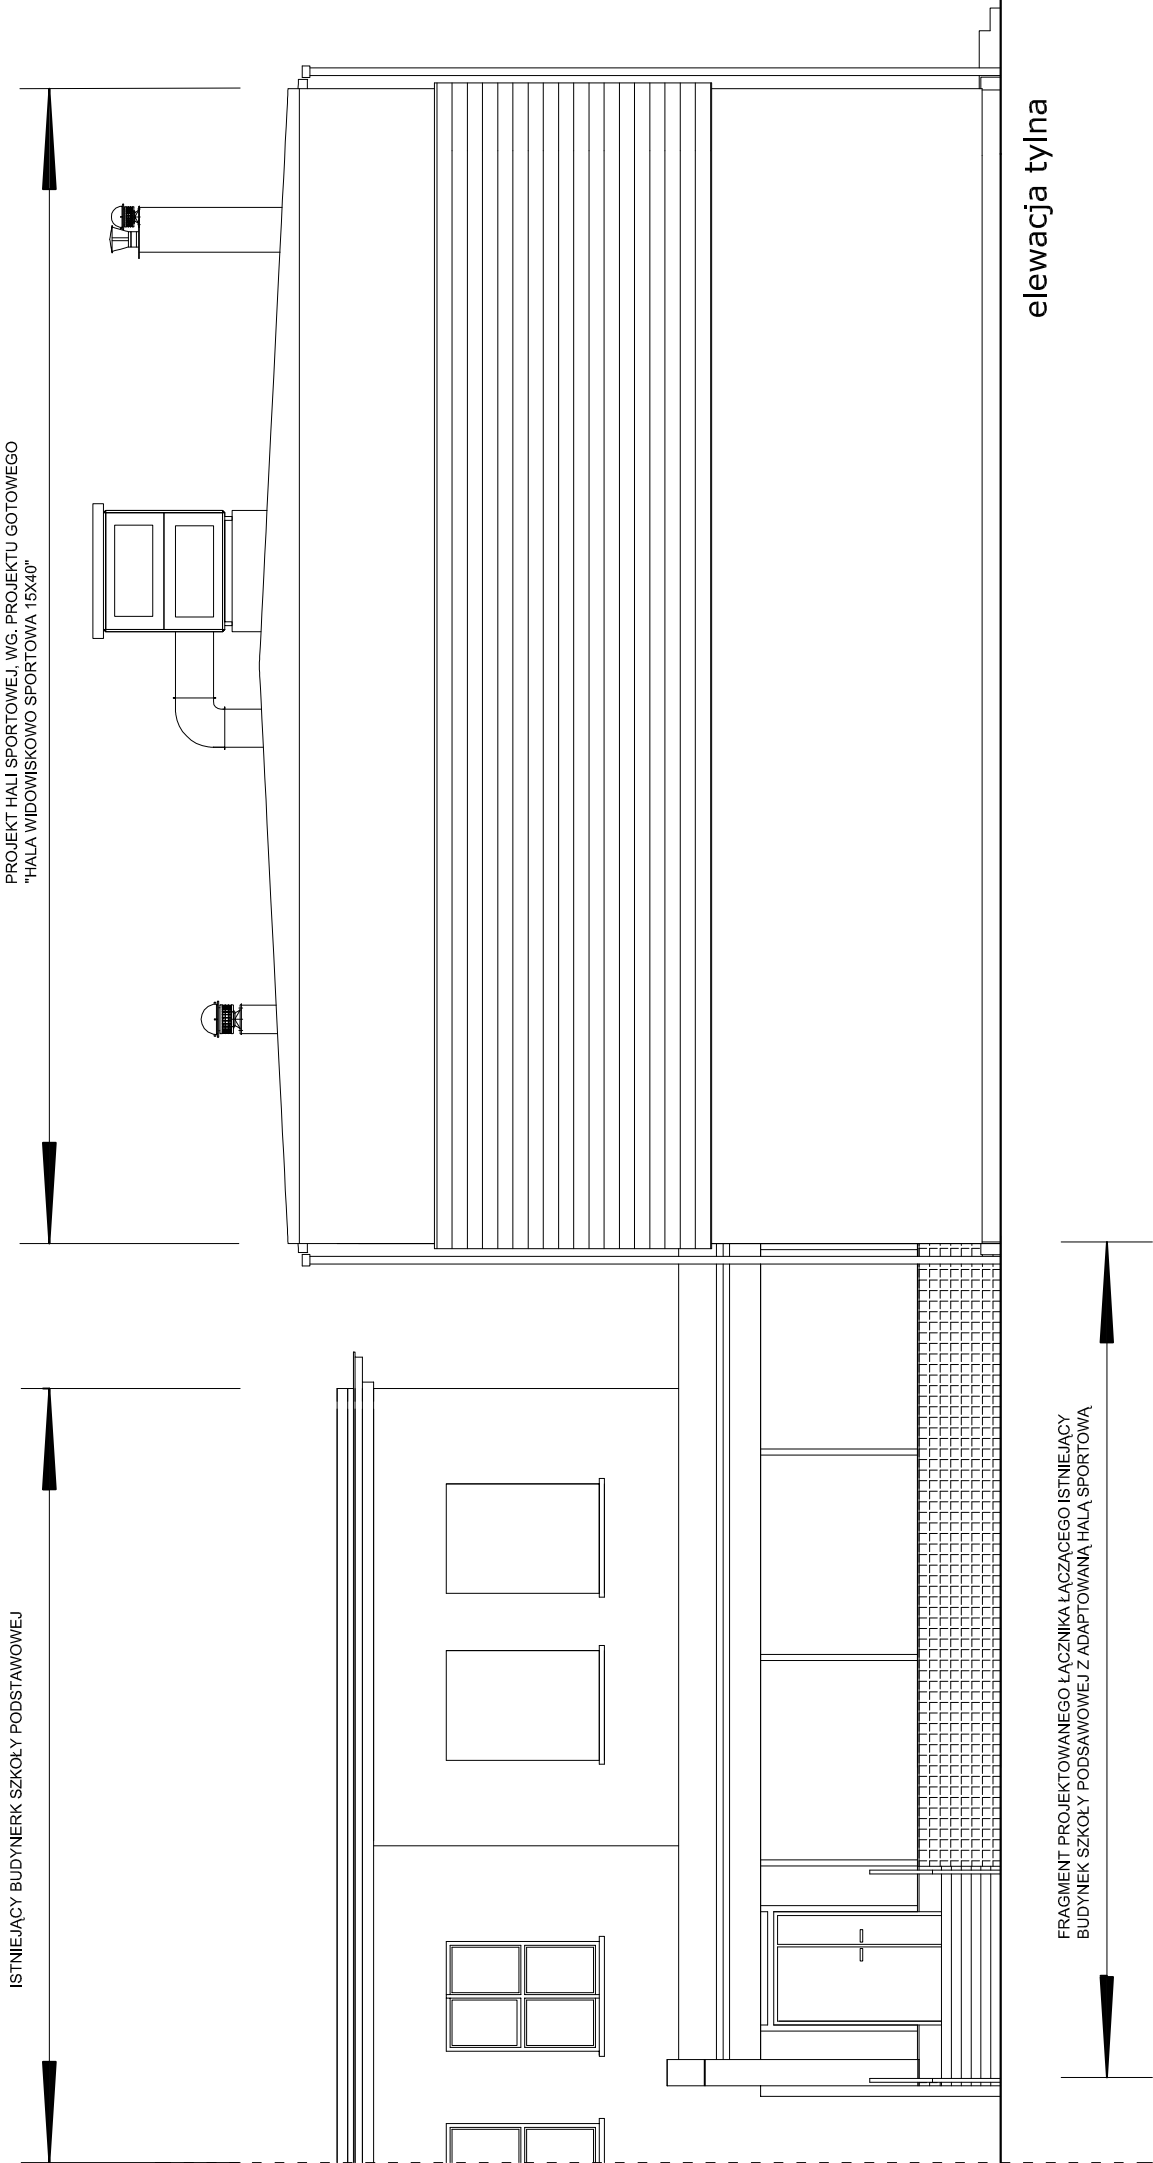 ISTNIEJĄCY BUDYNERK SZKOŁY PODSTAWOWEJ
PROJEKT HALI SPORTOWEJ, WG. PROJEKTU GOTOWEGO
"HALA WIDOWISKOWO SPORTOWA 15X40"
elewacja tylna
FRAGMENT PROJEKTOWANEGO ŁĄCZNIKA ŁĄCZĄCEGO ISTNIEJĄCY
BUDYNEK SZKOŁY PODSAWOWEJ Z ADAPTOWANĄ HALĄ SPORTOWĄ